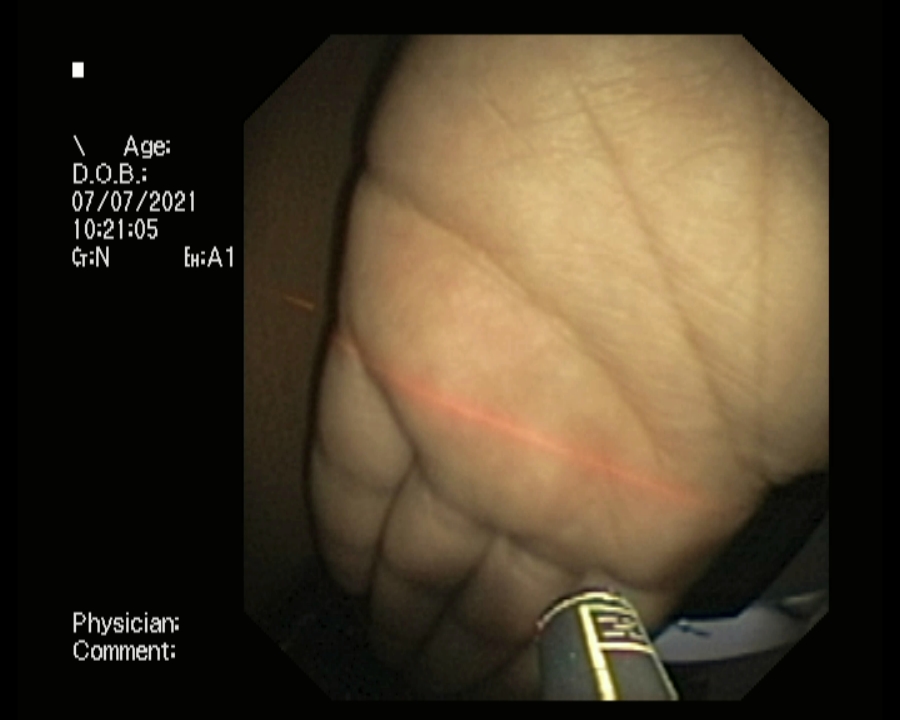 \ Age:
D.O.B.:
07/07/2021
10:21:05
Cr:N Eh:A1
Physician:
Comment: